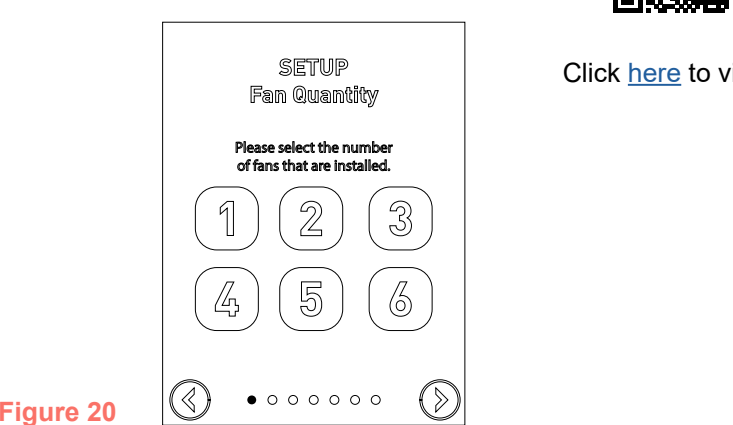 SETUP
Fan Quantity
Please select the number
of fans that are installed.
1 2 3
4 5 6
Figure 20
Click here to